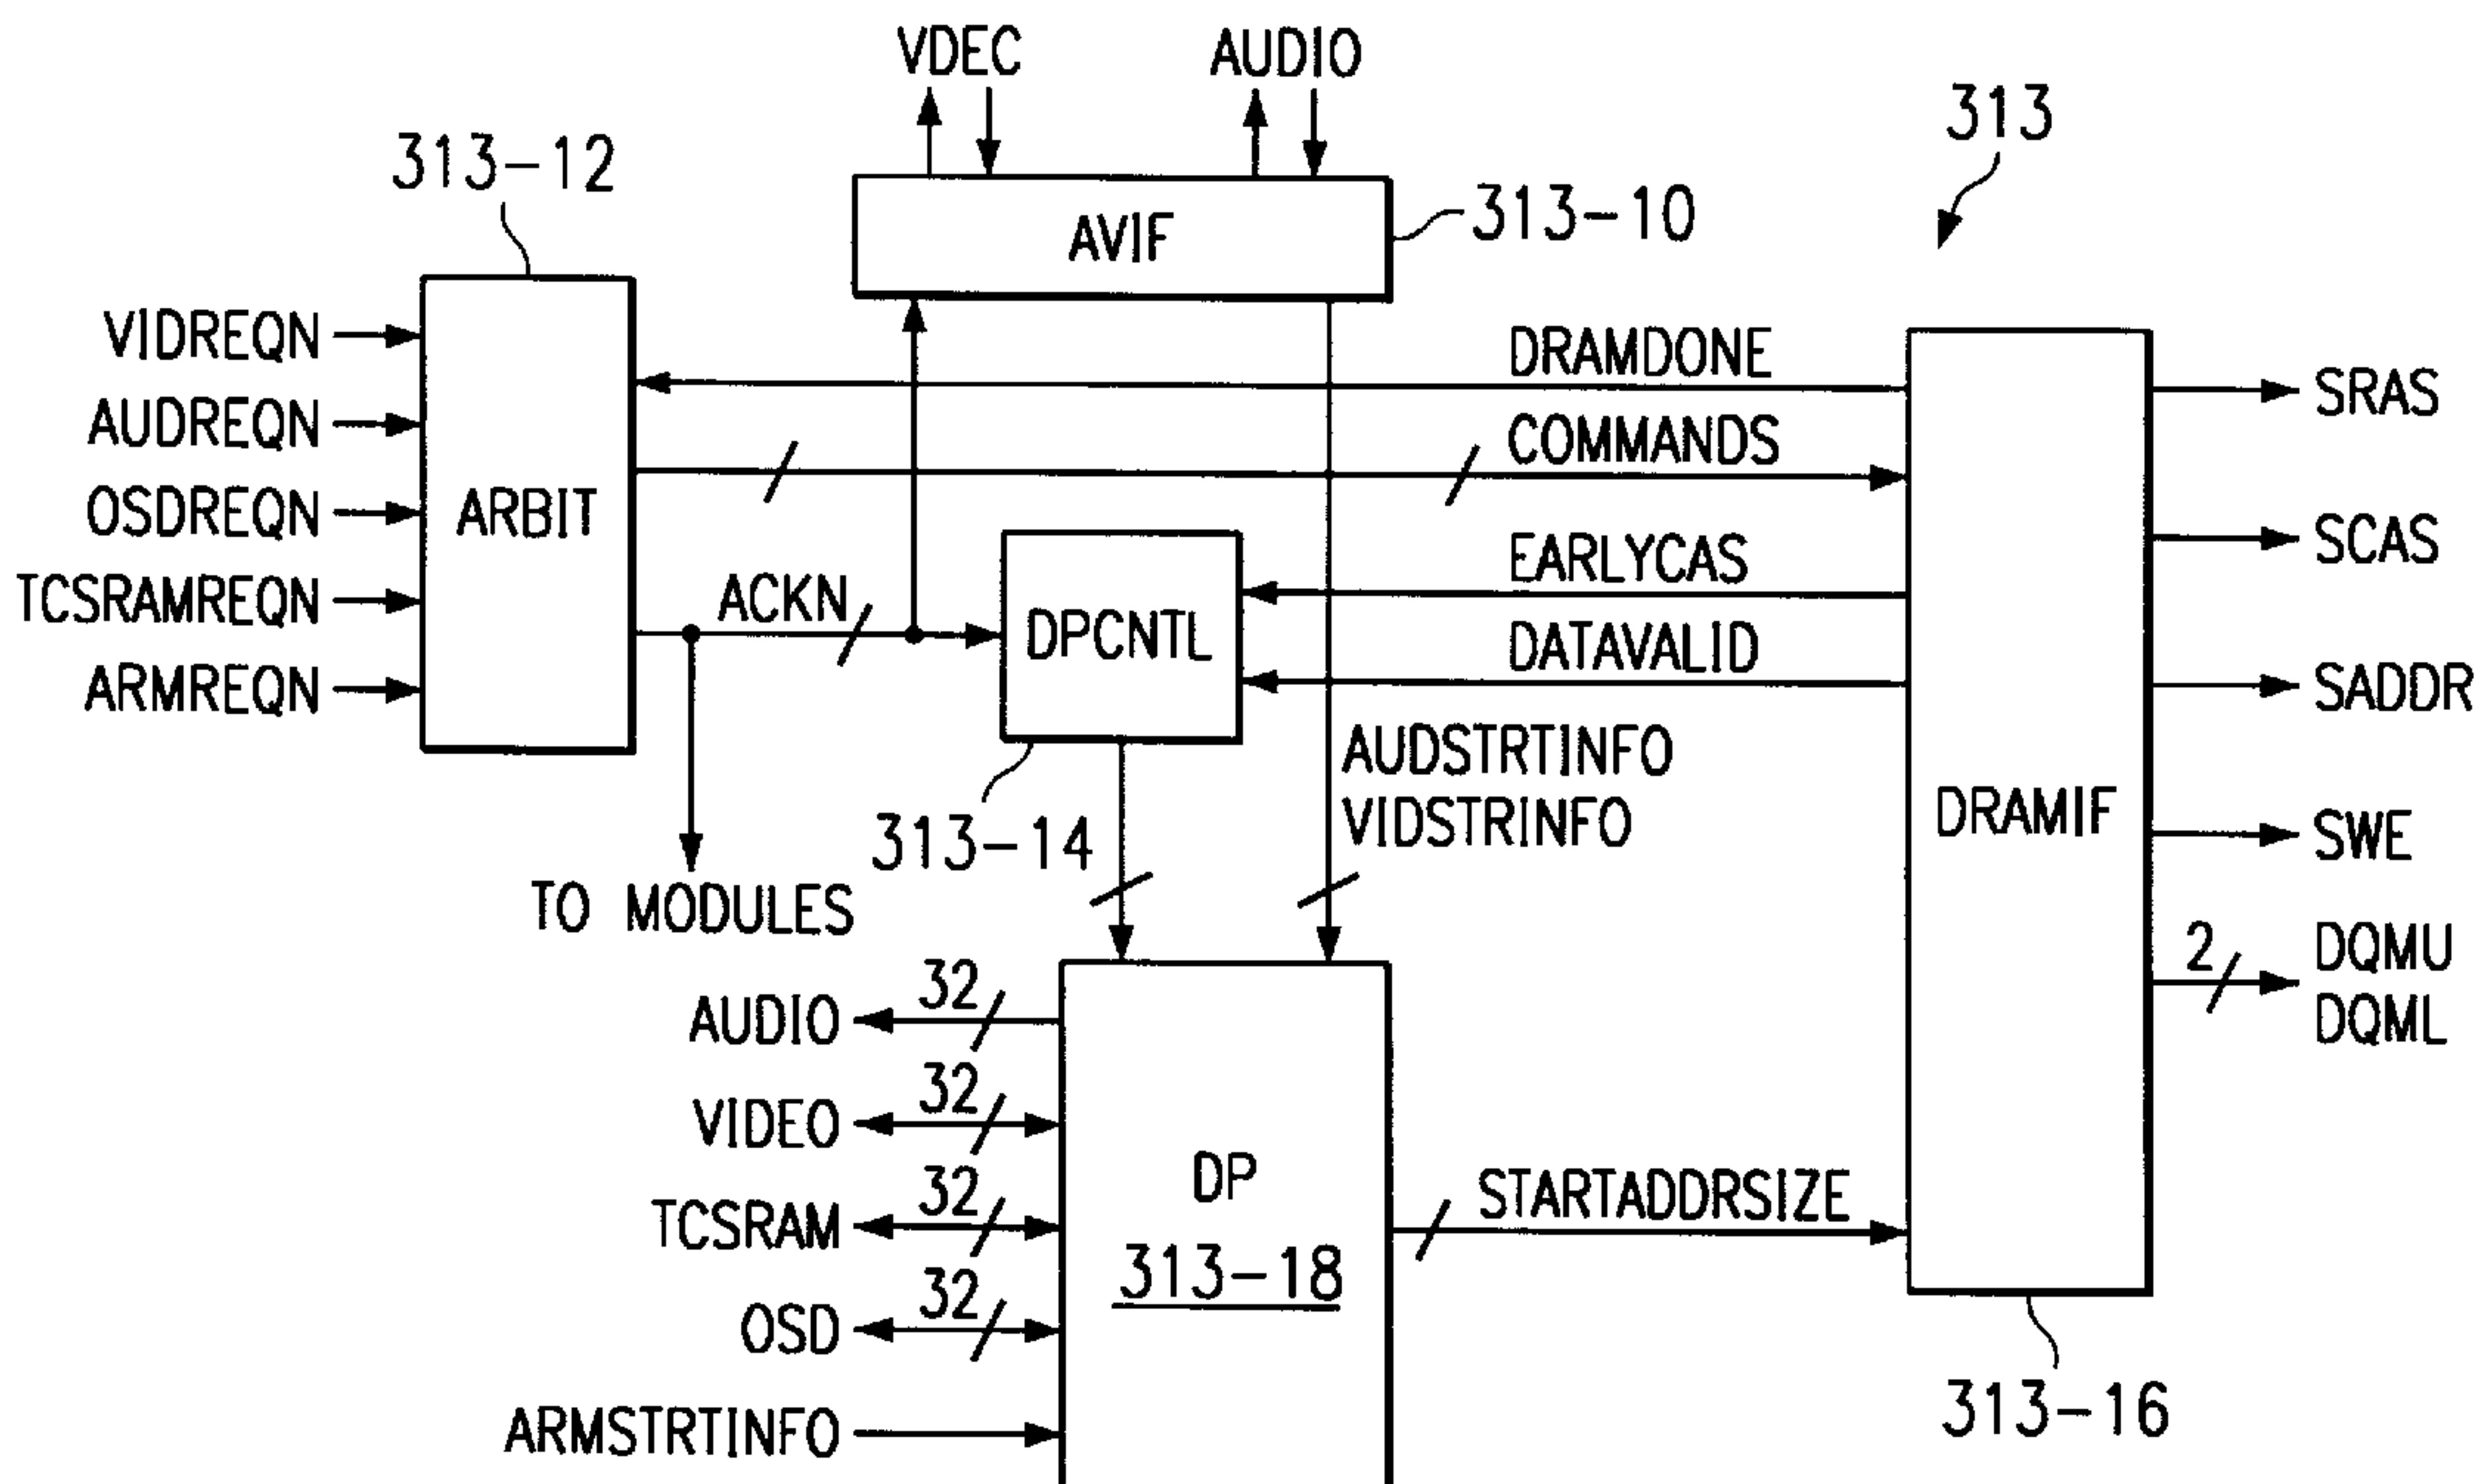 VDEC
AUDIO
313
313-12
313-10
AVIF
VIDREQN
AUDREQN
OSDREQN
TCSRAMREQN
ARMREQN
ARBIT
DRAMDONE
COMMANDS
EARLYCAS
DATAVALID
ACKN
DPCNTL
SRAS
SCAS
SADDR
SWE
2
DQMU
DQML
DRAMIF
AUDSTRTINFO
VIDSTRINFO
313-14
TO MODULES
AUDIO
32
VIDEO
32
TCSRAM
32
OSD
32
ARMSTRTINFO
DP
313-18
STARTADDRSIZE
313-16